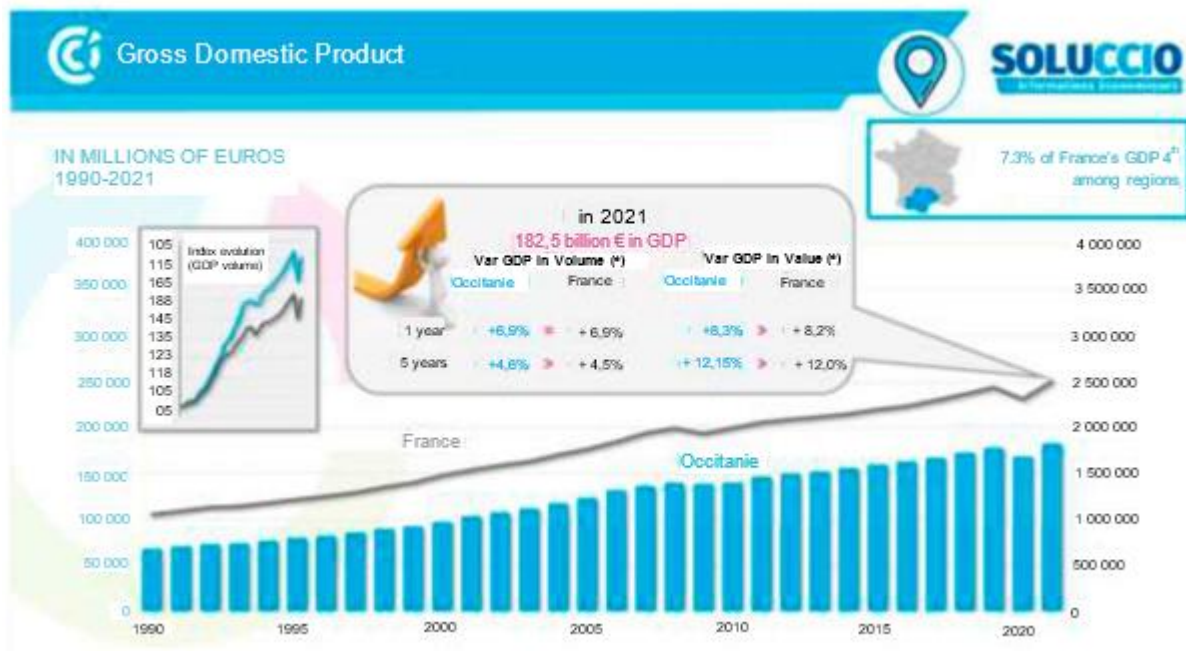 Gross Domestic Product
SOLUCCIO
7.3% of France's GDP 4th
among regions
IN MILLIONS OF EUROS
1990-2021
in 2021
182,5 billion € in GDP
Var GDP In Volume (*)
Var GDP In Value (*)
Occitanie
France
Occitanie
France
1 year
+6,9%
=
+ 6,9%
+8,3%
>
+ 8,2%
5 years
+4,6%
>
+ 4,5%
+ 12,15%
>
+ 12,0%
Index evolution
(GDP volume)
105
115
165
188
145
135
123
118
105
05
400 000
350 000
300 000
250 000
200 000
150 000
100 000
50 000
0
4 000 000
3 5000 000
3 000 000
2 500 000
2 000 000
1 500 000
1 000 000
500 000
0
France
Occitanie
1990
1995
2000
2005
2010
2015
2020